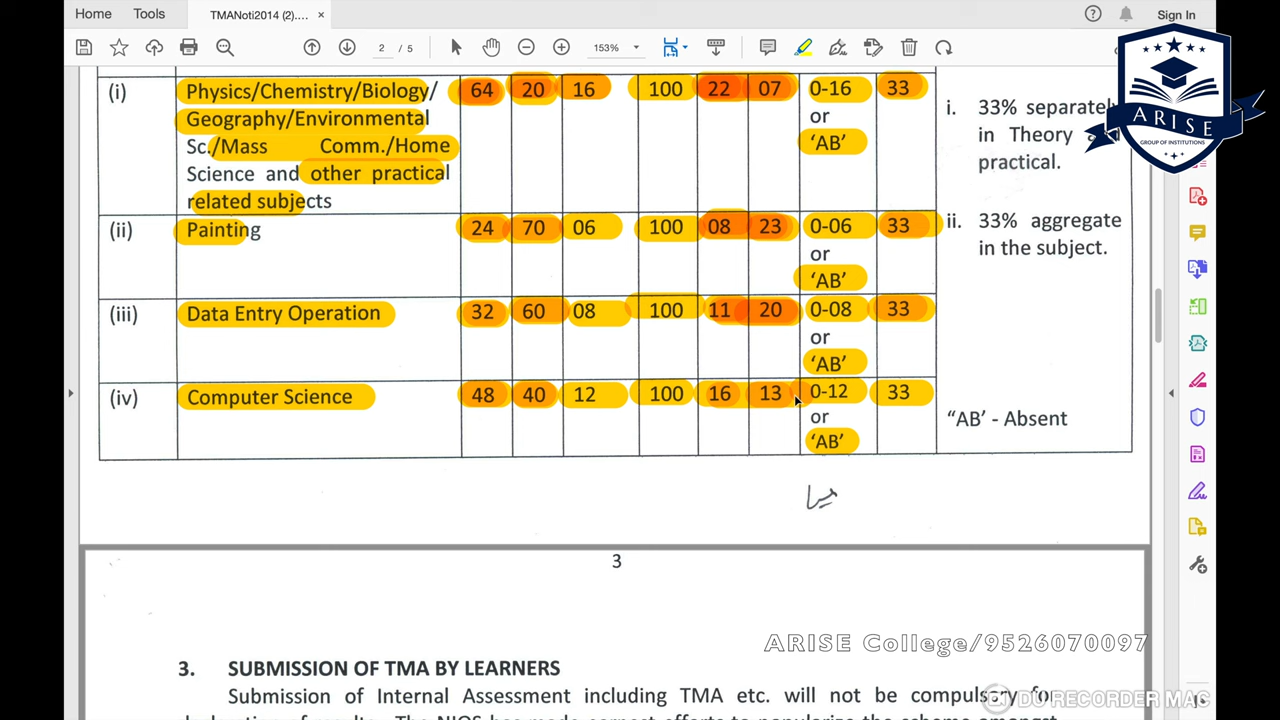 Home Tools TMANoti2014 (2).... × Sign In
2 / 5 153%
(i) Physics/Chemistry/Biology/ 64 20 16 100 22 07 0-16 33
Geography/Environmental or
Sc./Mass Comm./Home 'AB'
Science and other practical
related subjects
i. 33% separately
in Theory and
practical.
(ii) Painting 24 70 06 100 08 23 0-06 33
or
'AB'
ii. 33% aggregate
in the subject.
(iii) Data Entry Operation 32 60 08 100 11 20 0-08 33
or
'AB'
(iv) Computer Science 48 40 12 100 16 13 0-12 33
or
'AB'
"AB' - Absent
ARISE
GROUP OF INSTITUTIONS
3
ARISE College/9526070097
3. SUBMISSION OF TMA BY LEARNERS
Submission of Internal Assessment including TMA etc. will not be compulsory for
DO RECORDER MAC